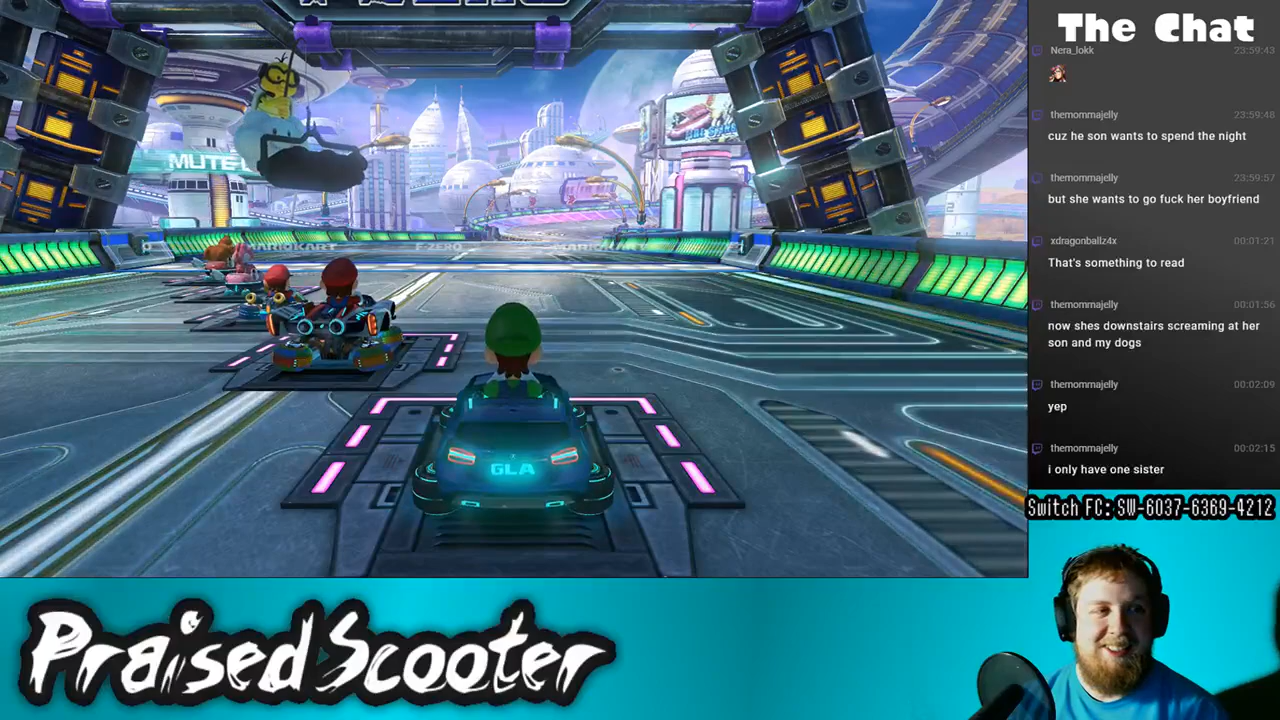 The Chat
Nera_lokk 23:59:43
themommajelly 23:59:48
cuz he son wants to spend the night
themommajelly 23:59:57
but she wants to go fuck her boyfriend
xdragonballz4x 00:01:21
That's something to read
themommajelly 00:01:56
now shes downstairs screaming at her
son and my dogs
themommajelly 00:02:09
yep
themommajelly 00:02:15
i only have one sister
Switch FC: SW-6037-6369-4212
MUTE
MARIOKART F-ZERO MARIOKART
GLA
PraisedScooter